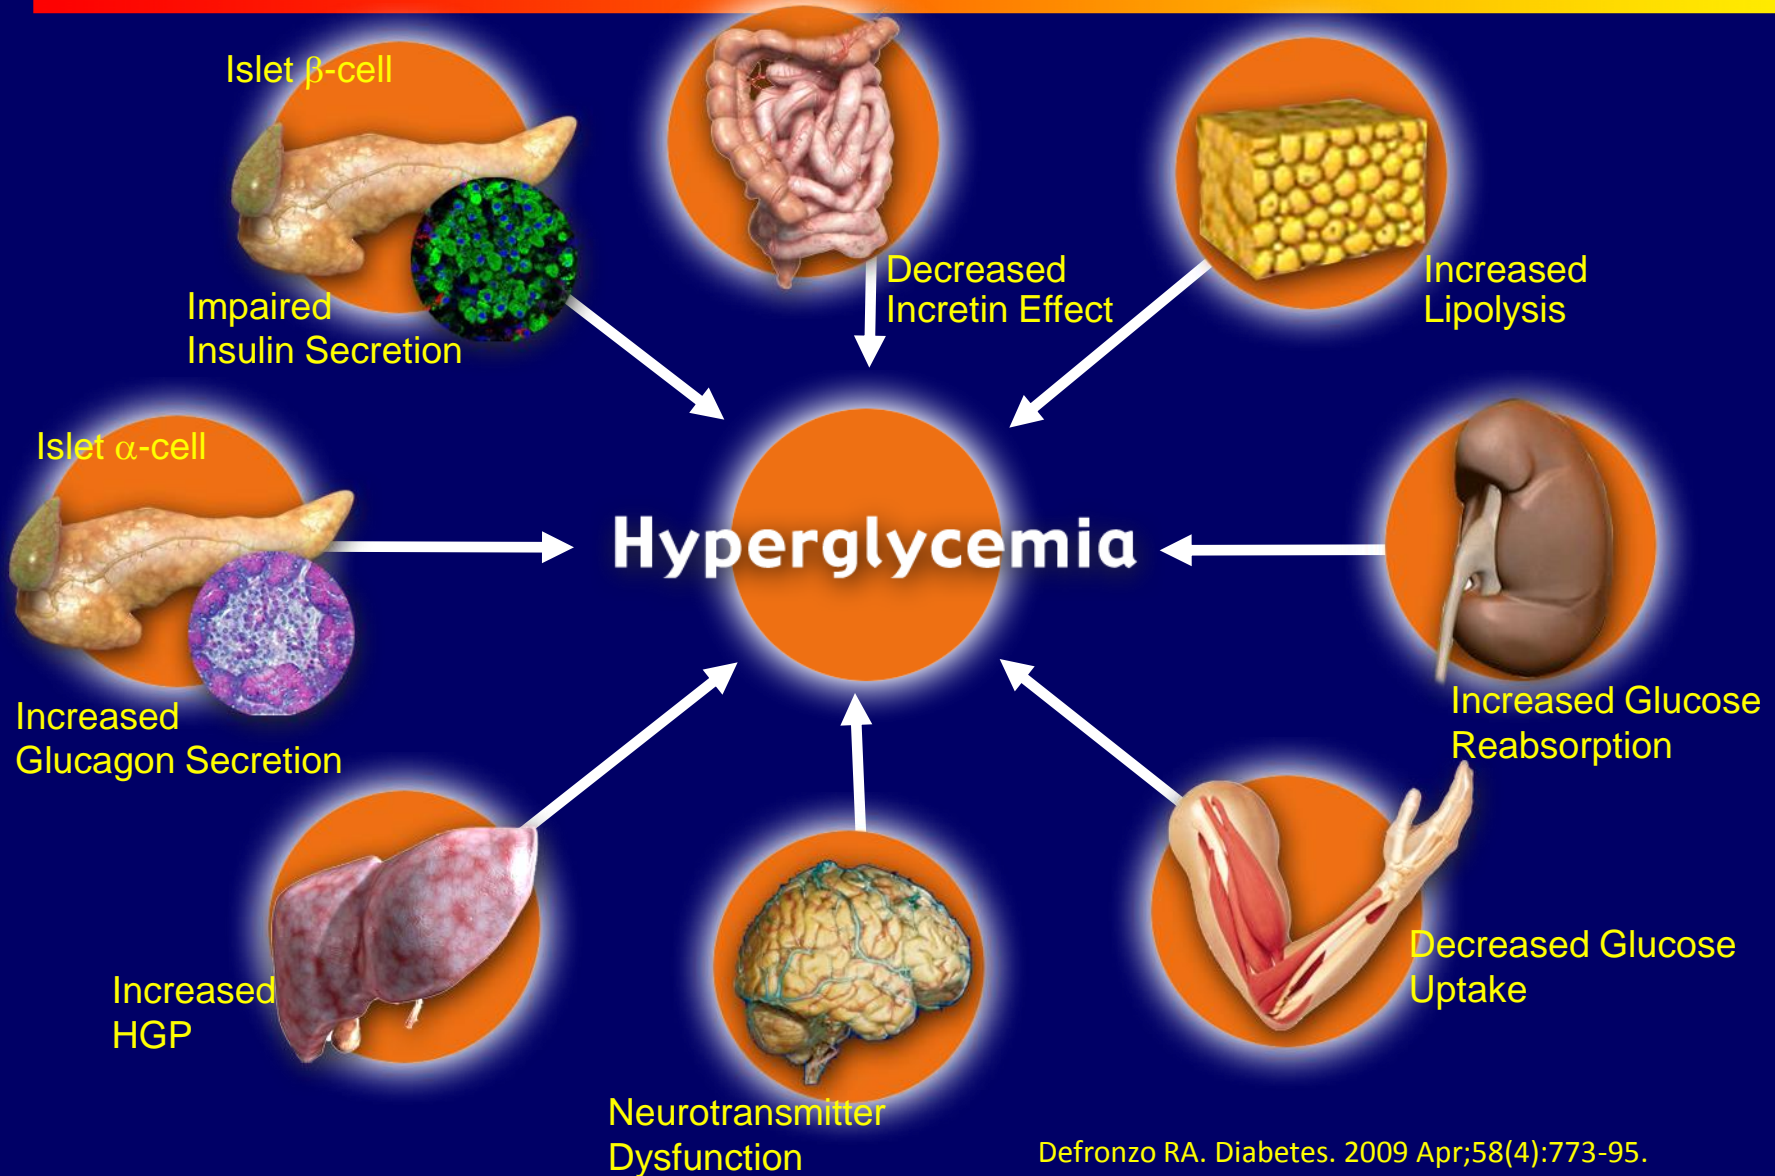 Islet β-cell
Impaired
Insulin Secretion
Decreased
Incretin Effect
Increased
Lipolysis
Islet α-cell
Increased
Glucagon Secretion
Hyperglycemia
Increased Glucose
Reabsorption
Increased
HGP
Neurotransmitter
Dysfunction
Decreased Glucose
Uptake
Defronzo RA. Diabetes. 2009 Apr;58(4):773-95.